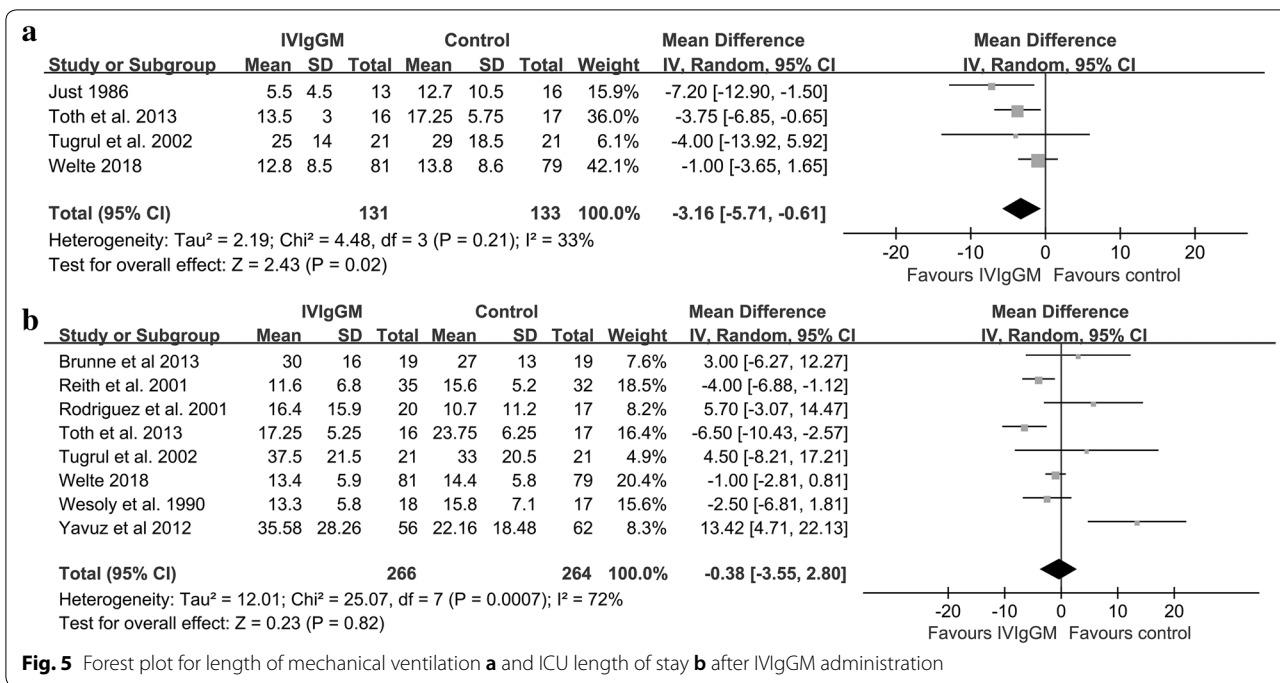 a
IVIgGM Control Mean Difference Mean Difference
Study or Subgroup Mean SD Total Mean SD Total Weight IV, Random, 95% CI IV, Random, 95% CI
Just 1986 5.5 4.5 13 12.7 10.5 16 15.9% -7.20 [-12.90, -1.50]
Toth et al. 2013 13.5 3 16 17.25 5.75 17 36.0% -3.75 [-6.85, -0.65]
Tugrul et al. 2002 25 14 21 29 18.5 21 6.1% -4.00 [-13.92, 5.92]
Welte 2018 12.8 8.5 81 13.8 8.6 79 42.1% -1.00 [-3.65, 1.65]
Total (95% CI) 131 133 100.0% -3.16 [-5.71, -0.61]
Heterogeneity: Tau² = 2.19; Chi² = 4.48, df = 3 (P = 0.21); I² = 33%
Test for overall effect: Z = 2.43 (P = 0.02)
-20 -10 0 10 20
Favours IVIgGM Favours control
b
IVIgGM Control Mean Difference Mean Difference
Study or Subgroup Mean SD Total Mean SD Total Weight IV, Random, 95% CI IV, Random, 95% CI
Brunne et al 2013 30 16 19 27 13 19 7.6% 3.00 [-6.27, 12.27]
Reith et al. 2001 11.6 6.8 35 15.6 5.2 32 18.5% -4.00 [-6.88, -1.12]
Rodriguez et al. 2001 16.4 15.9 20 10.7 11.2 17 8.2% 5.70 [-3.07, 14.47]
Toth et al. 2013 17.25 5.25 16 23.75 6.25 17 16.4% -6.50 [-10.43, -2.57]
Tugrul et al. 2002 37.5 21.5 21 33 20.5 21 4.9% 4.50 [-8.21, 17.21]
Welte 2018 13.4 5.9 81 14.4 5.8 79 20.4% -1.00 [-2.81, 0.81]
Wesoly et al. 1990 13.3 5.8 18 15.8 7.1 17 15.6% -2.50 [-6.81, 1.81]
Yavuz et al 2012 35.58 28.26 56 22.16 18.48 62 8.3% 13.42 [4.71, 22.13]
Total (95% CI) 266 264 100.0% -0.38 [-3.55, 2.80]
Heterogeneity: Tau² = 12.01; Chi² = 25.07, df = 7 (P = 0.0007); I² = 72%
Test for overall effect: Z = 0.23 (P = 0.82)
-20 -10 0 10 20
Favours IVIgGM Favours control
Fig. 5 Forest plot for length of mechanical ventilation a and ICU length of stay b after IVIgGM administration